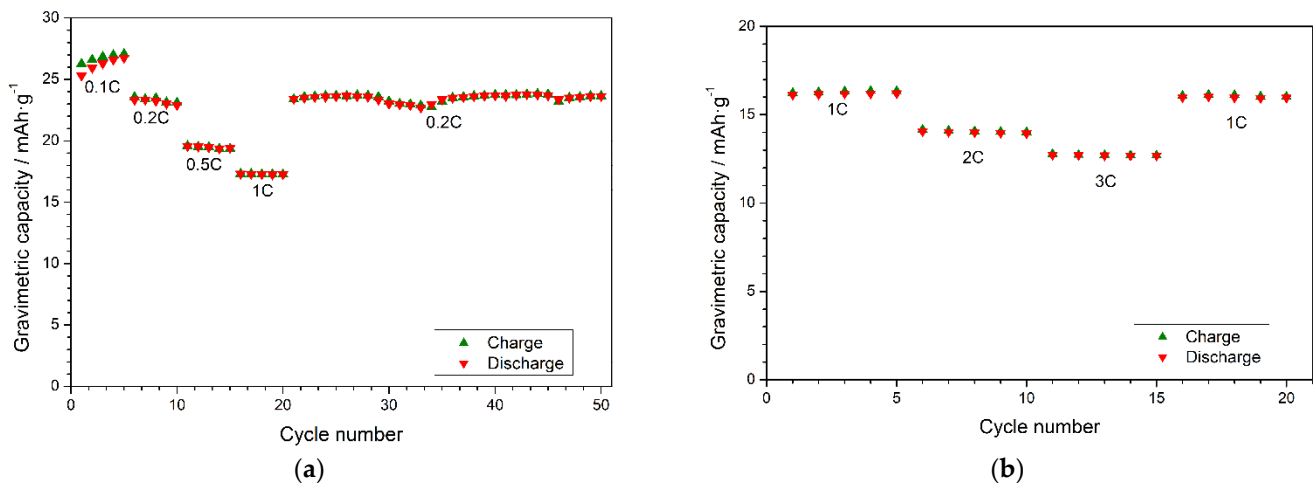 30
25
20
15
10
5
0
Gravimetric capacity / mAh·g⁻¹
0.1C
0.2C
0.5C
1C
0.2C
Charge
Discharge
0 10 20 30 40 50
Cycle number
(a)
20
15
10
5
0
Gravimetric capacity / mAh·g⁻¹
1C
2C
3C
1C
Charge
Discharge
0 5 10 15 20
Cycle number
(b)